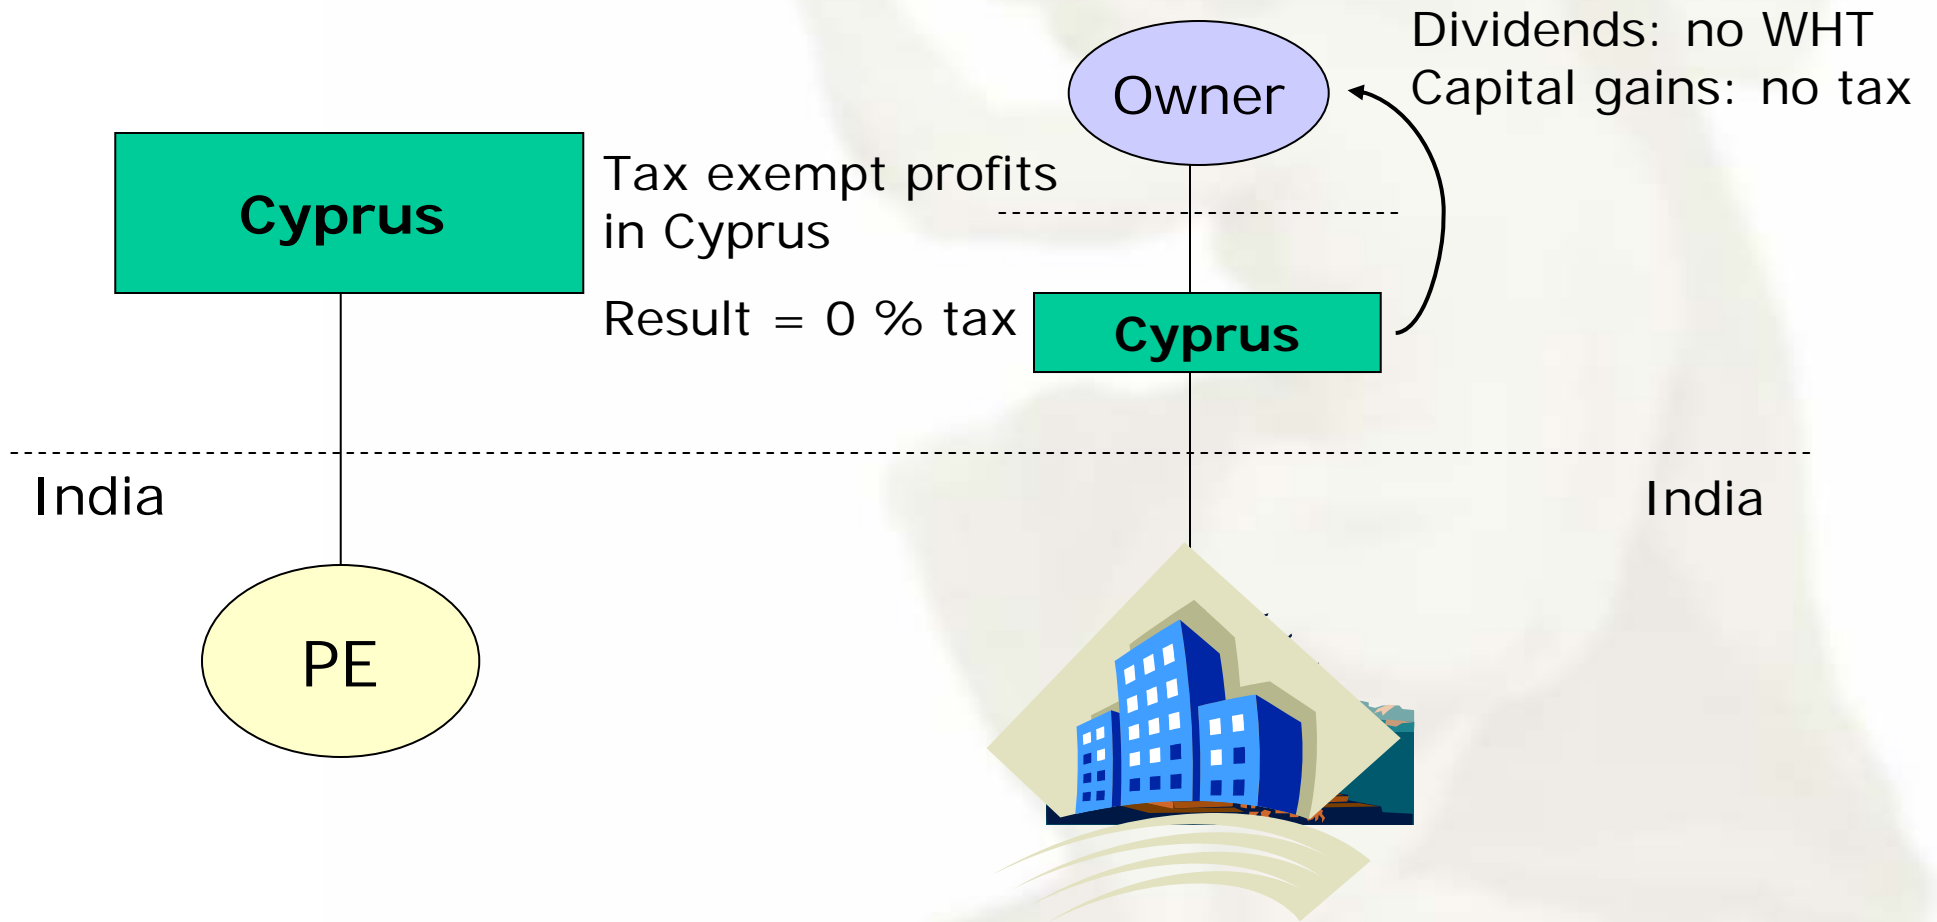 Dividends: no WHT
Capital gains: no tax
Owner
Cyprus
Tax exempt profits
in Cyprus
Result = 0 % tax
Cyprus
India
India
PE